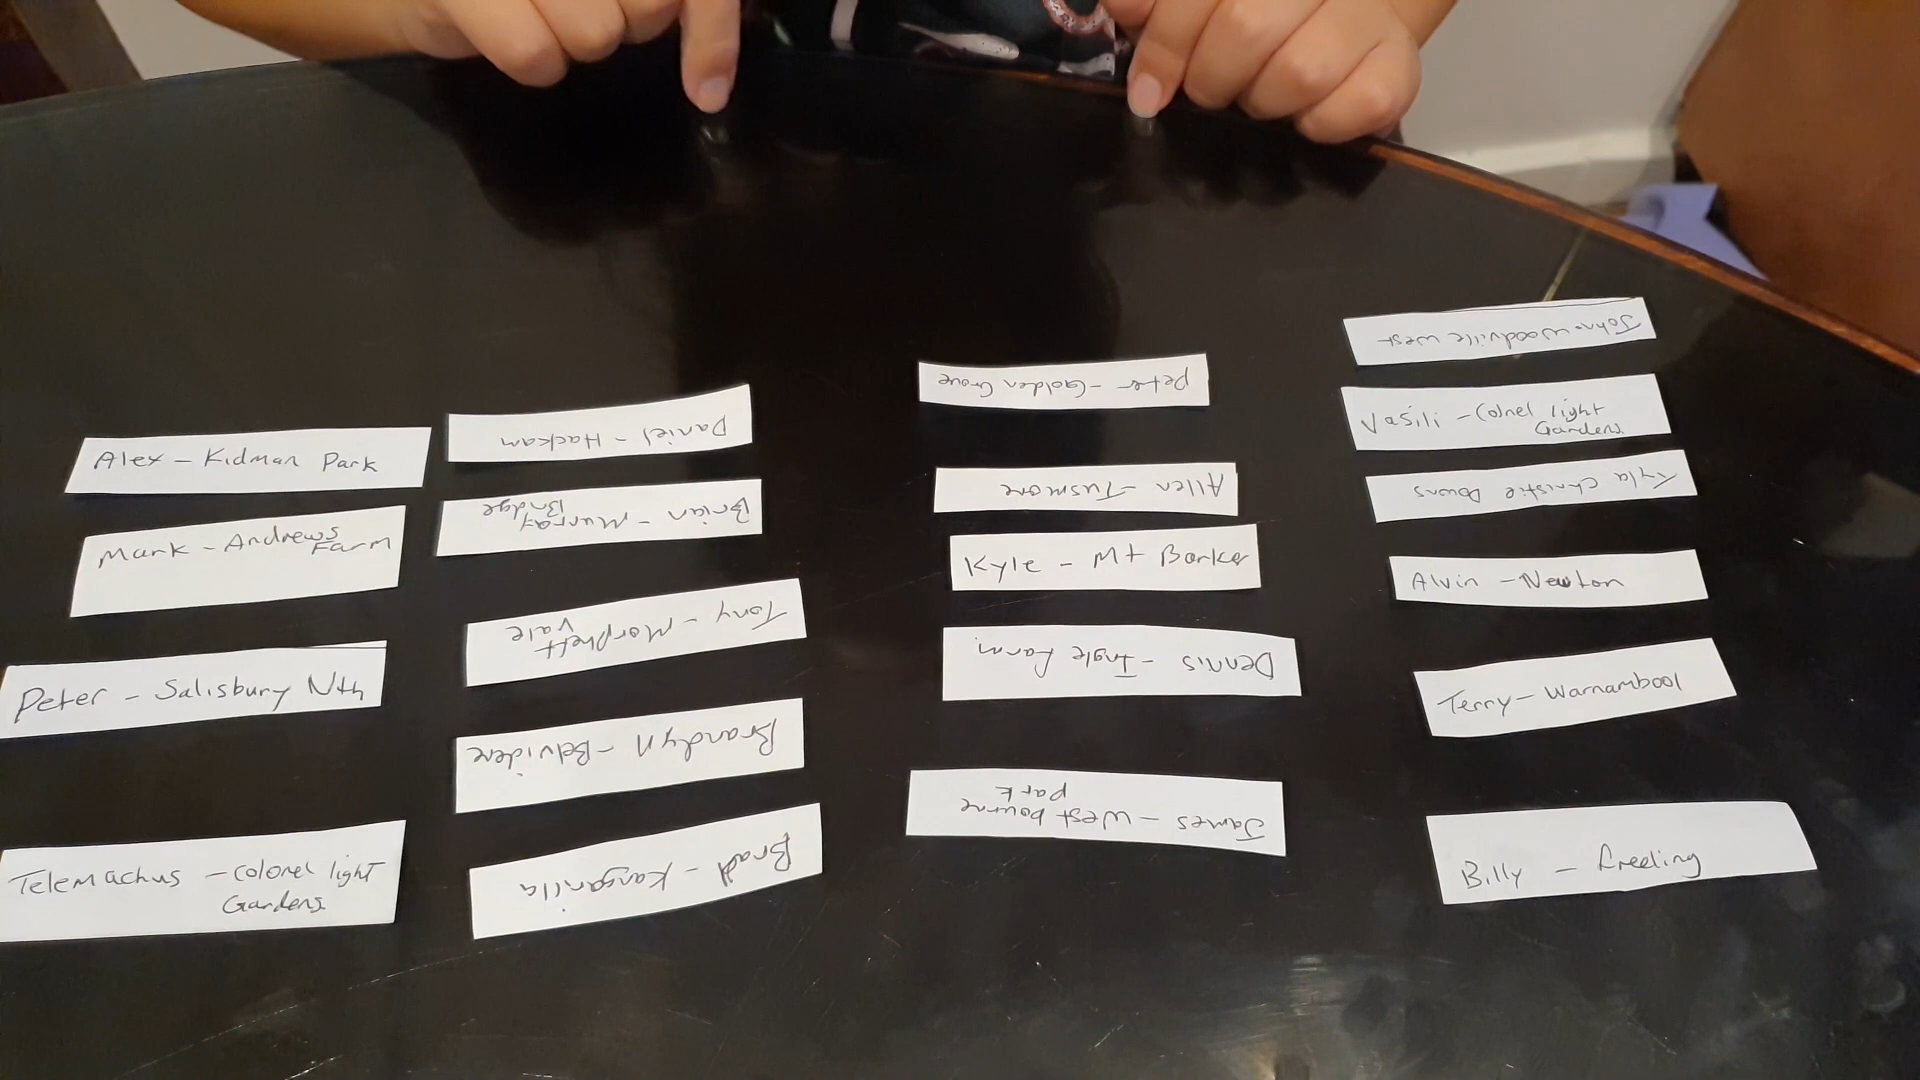 Alex - Kidman Park
Mark - Andrews
Farm
Peter - Salisbury Nth
Telemachus - Colonel light
Gardens
Daniel - Hackam
Brian - Murray
Bridge
Tony - Morphett
Vale
Brandyn - Belvidere
Brad - Kangarilla
Peter - Golden Grove
Allen - Tusmore
Kyle - Mt Barker
Dennis - Ingle farm
James - West bourne
park
John - Woodville west
Vasili - Colnel light
Gardens
Tyla Christie Downs
Alvin - Newton
Terry - Warnambool
Billy - freeling